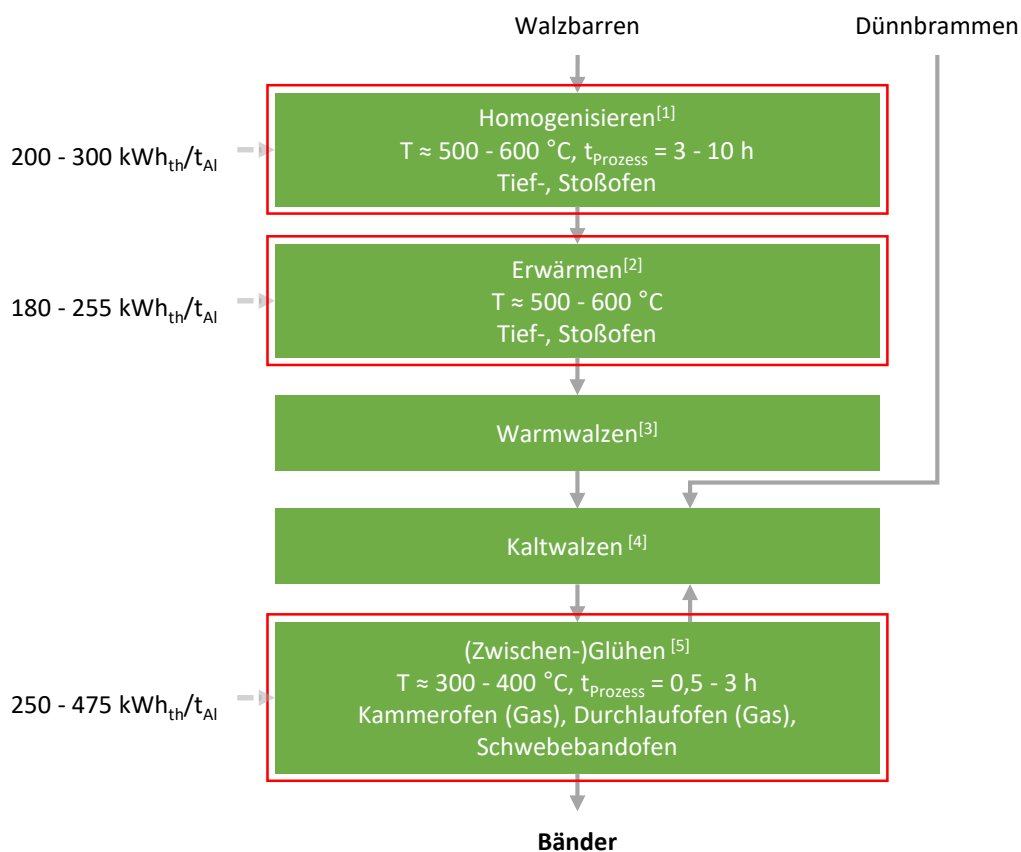 Walzbarren
Dünnbrammen
Homogenisieren[1]
T ≈ 500 - 600 °C, tProzess = 3 - 10 h
Tief-, Stoßofen
200 - 300 kWhth/tAl
Erwärmen[2]
T ≈ 500 - 600 °C
Tief-, Stoßofen
180 - 255 kWhth/tAl
Warmwalzen[3]
Kaltwalzen [4]
(Zwischen-)Glühen [5]
T ≈ 300 - 400 °C, tProzess = 0,5 - 3 h
Kammerofen (Gas), Durchlaufofen (Gas),
Schwebebandofen
250 - 475 kWhth/tAl
Bänder